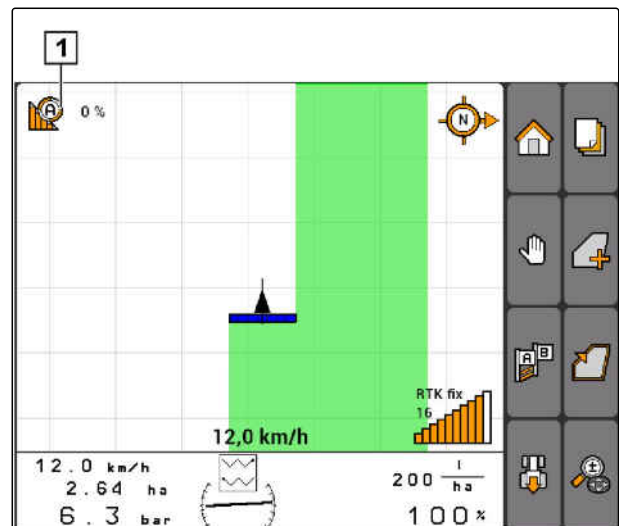 1
A 0 %
N
A B
RTK fix
16
12,0 km/h
12.0 km/h
2.64 ha
6.3 bar
200 l/ha
100 %